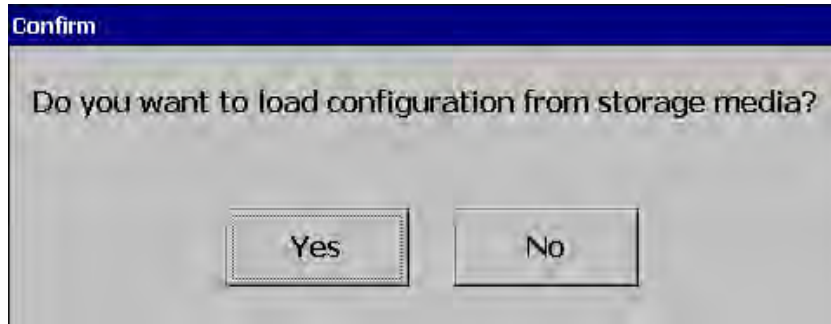 Confirm
Do you want to load configuration from storage media?
Yes No